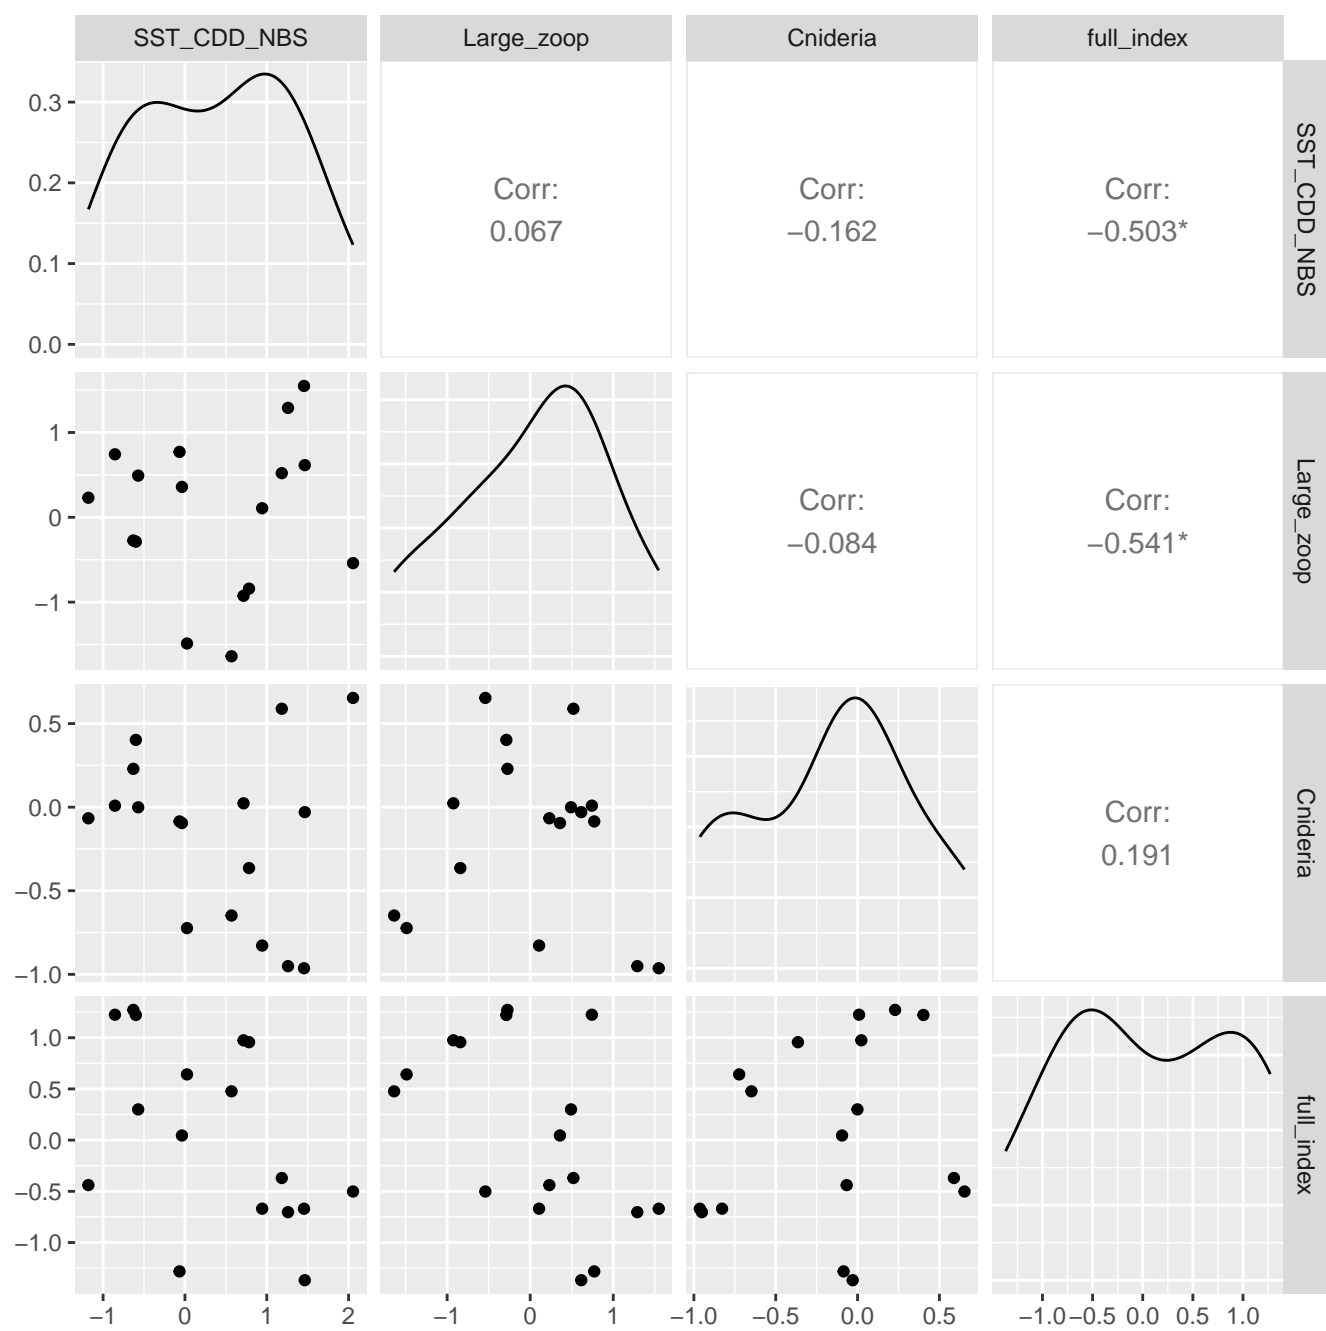 SST_CDD_NBS Large_zoop Cnideria full_index
0.3
0.2
0.1
0.0
Corr:
0.067
Corr:
−0.162
Corr:
−0.503*
SST_CDD_NBS
1
0
−1
Corr:
−0.084
Corr:
−0.541*
Large_zoop
0.5
0.0
−0.5
−1.0
Corr:
0.191
Cnideria
1.0
0.5
0.0
−0.5
−1.0
full_index
−1 0 1 2 −1 0 1 −1.0 −0.5 0.0 0.5 −1.0 −0.5 0.0 0.5 1.0